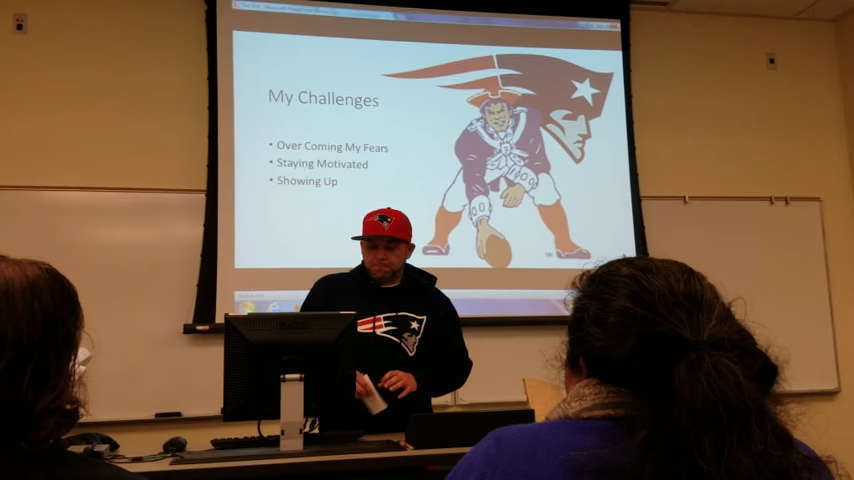 My Challenges
• Over Coming My Fears
• Staying Motivated
• Showing Up